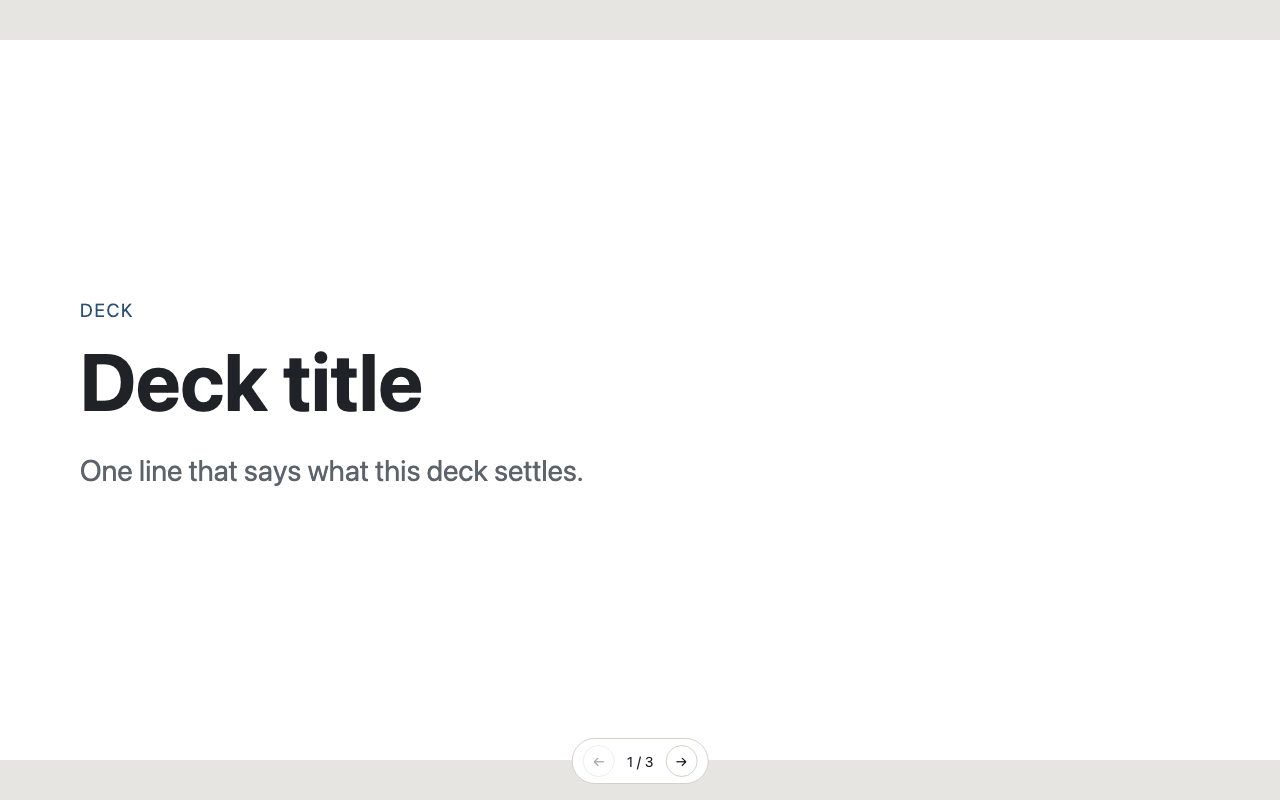 DECK
Deck title
One line that says what this deck settles.
← 1 / 3 →